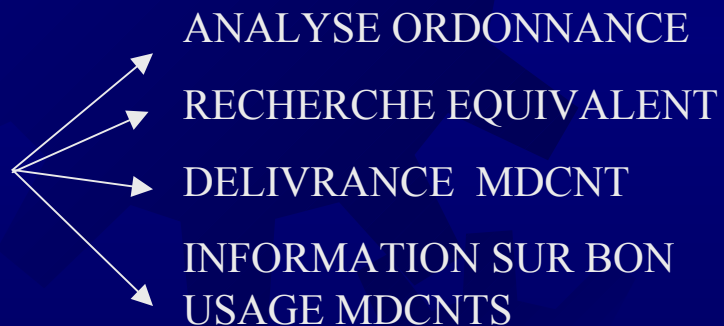 ANALYSE ORDONNANCE
RECHERCHE EQUIVALENT
DELIVRANCE MDCNT
INFORMATION SUR BON
USAGE MDCNTS